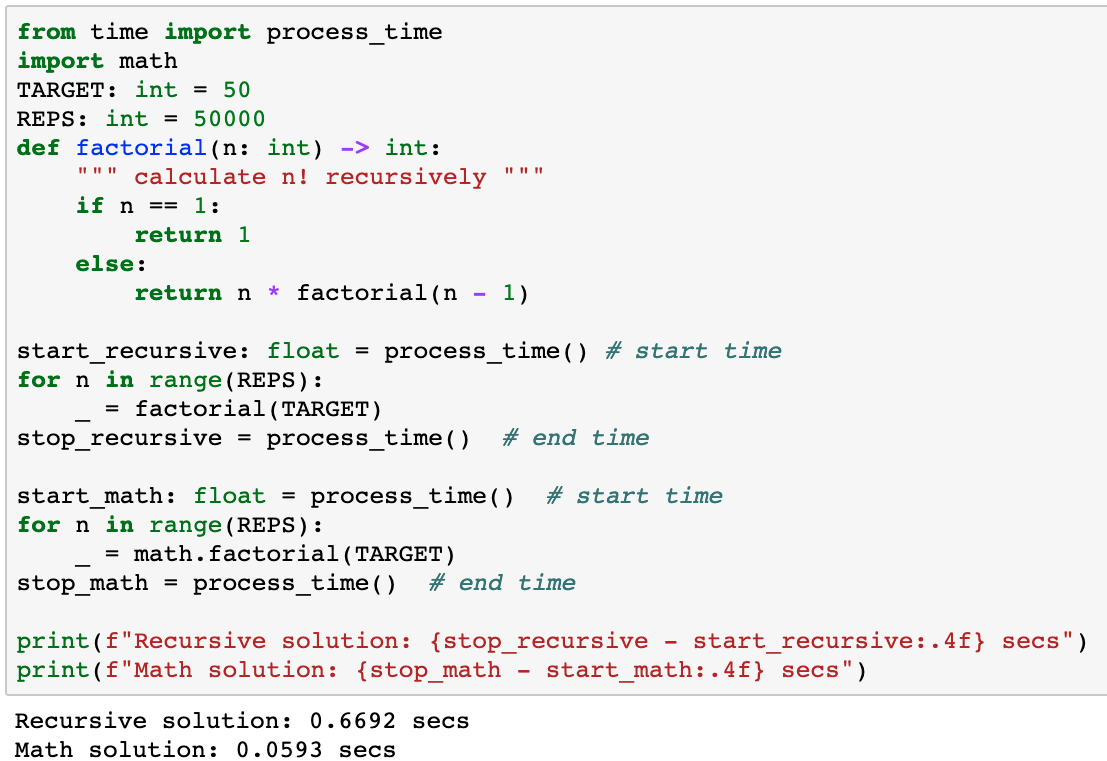 from time import process_time
import math
TARGET: int = 50
REPS: int = 50000
def factorial(n: int) -> int:
    """ calculate n! recursively """
    if n == 1:
        return 1
    else:
        return n * factorial(n - 1)

start_recursive: float = process_time() # start time
for n in range(REPS):
    _ = factorial(TARGET)
stop_recursive = process_time()  # end time

start_math: float = process_time()  # start time
for n in range(REPS):
    _ = math.factorial(TARGET)
stop_math = process_time()  # end time

print(f"Recursive solution: {stop_recursive - start_recursive:.4f} secs")
print(f"Math solution: {stop_math - start_math:.4f} secs")
Recursive solution: 0.6692 secs
Math solution: 0.0593 secs